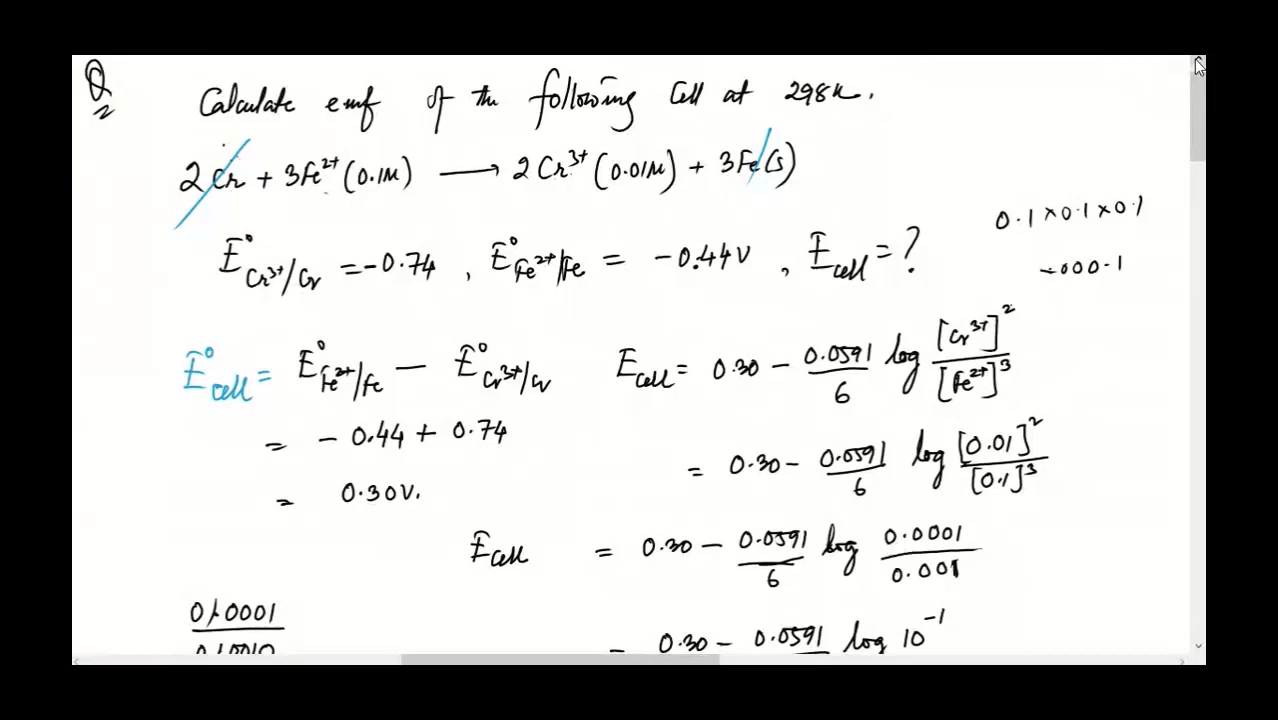 Q
Calculate emf of the following Cell at 298K.
2Cr + 3Fe²⁺ (0.1M) ⟶ 2Cr³⁺ (0.01M) + 3Fe(s)
0.1×0.1×0.1
E°Cr³⁺/Cr = -0.74 , E°Fe²⁺/Fe = -0.44V , Ecell = ?
E°cell = E°Fe²⁺/Fe - E°Cr³⁺/Cr
= -0.44 + 0.74
= 0.30V.
Ecell = 0.30 - 0.0591/6 log [Cr³⁺]²/[Fe²⁺]³
= 0.30 - 0.0591/6 log [0.01]²/[0.1]³
Ecell = 0.30 - 0.0591/6 log 0.0001/0.001
0.0001
0.0010
= 0.30 - 0.0591 log 10⁻¹